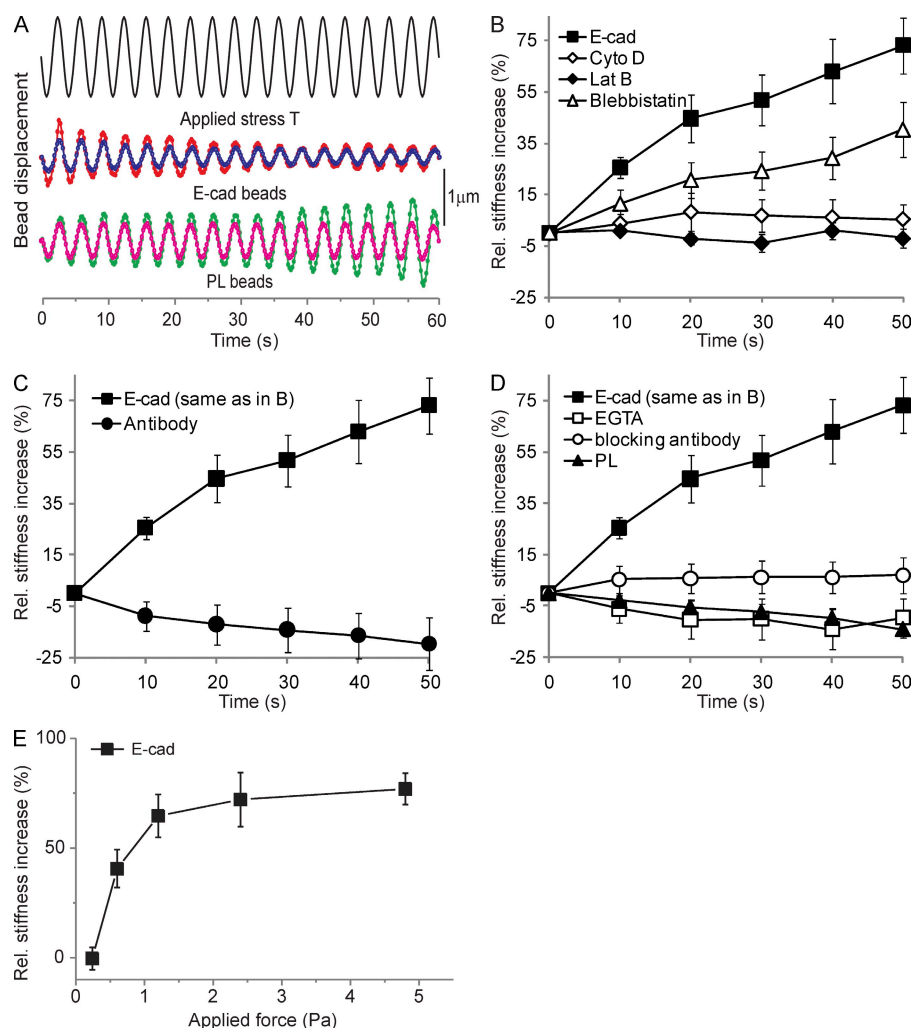 A
Bead displacement
Applied stress T
E-cad beads
1μm
PL beads
0 10 20 30 40 50 60
Time (s)
B
Rel. stiffness increase (%)
75
55
35
15
-5
-25
E-cad
Cyto D
Lat B
Blebbistatin
0 10 20 30 40 50
Time (s)
C
Rel. stiffness increase (%)
75
55
35
15
-5
-25
E-cad (same as in B)
Antibody
0 10 20 30 40 50
Time (s)
D
Rel. stiffness increase (%)
75
55
35
15
-5
-25
E-cad (same as in B)
EGTA
blocking antibody
PL
0 10 20 30 40 50
Time (s)
E
Rel. stiffness increase (%)
100
50
0
E-cad
0 1 2 3 4 5
Applied force (Pa)